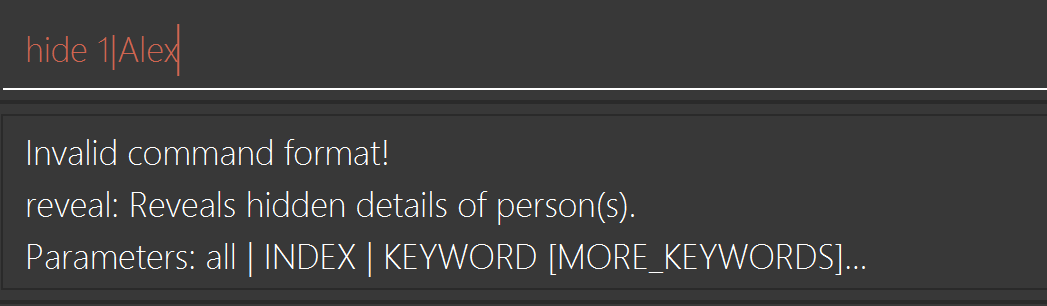 hide 1|Alex
Invalid command format!
reveal: Reveals hidden details of person(s).
Parameters: all | INDEX | KEYWORD [MORE_KEYWORDS]...